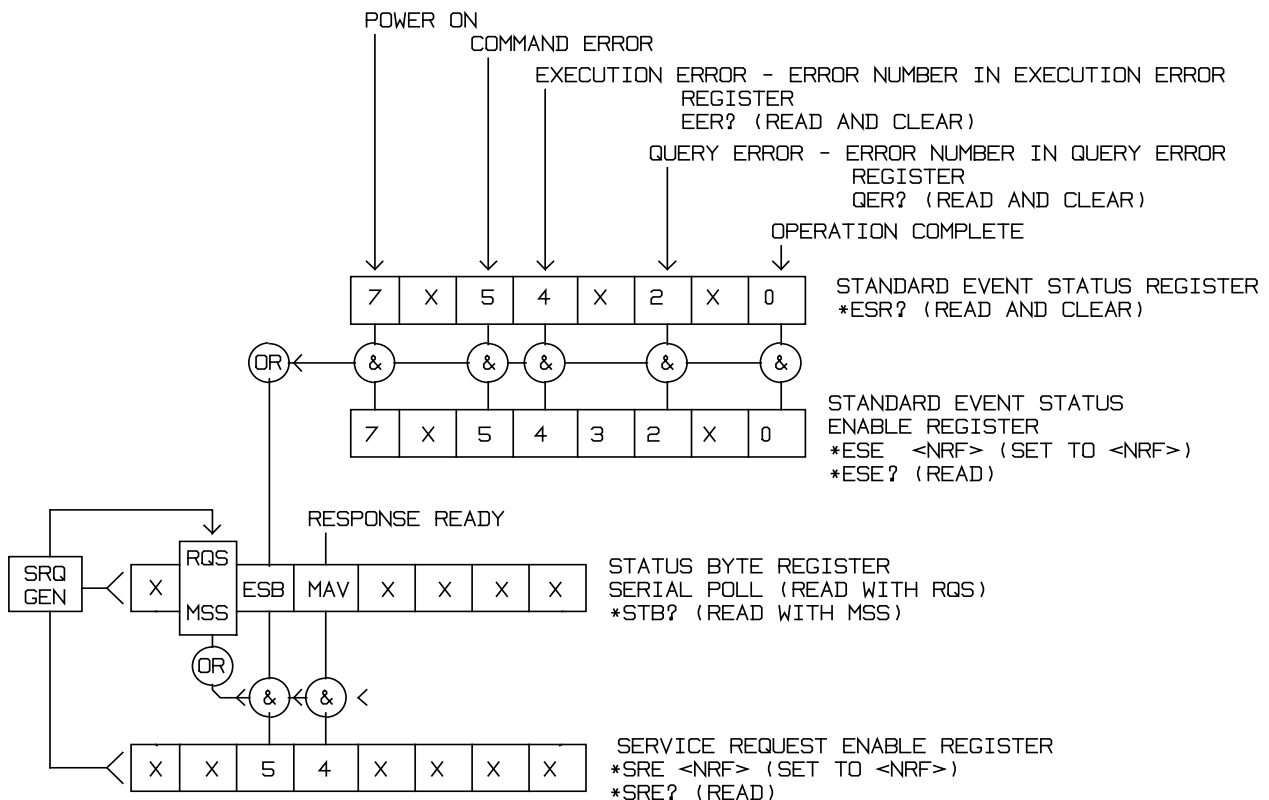 POWER ON
COMMAND ERROR
EXECUTION ERROR - ERROR NUMBER IN EXECUTION ERROR
REGISTER
EER? (READ AND CLEAR)
QUERY ERROR - ERROR NUMBER IN QUERY ERROR
REGISTER
QER? (READ AND CLEAR)
OPERATION COMPLETE
7 X 5 4 X 2 X 0
STANDARD EVENT STATUS REGISTER
*ESR? (READ AND CLEAR)
OR & & & & &
7 X 5 4 3 2 X 0
STANDARD EVENT STATUS
ENABLE REGISTER
*ESE <NRF> (SET TO <NRF>)
*ESE? (READ)
RESPONSE READY
SRQ
GEN
X
RQS
MSS
ESB MAV X X X X
STATUS BYTE REGISTER
SERIAL POLL (READ WITH RQS)
*STB? (READ WITH MSS)
OR
& &
X X 5 4 X X X X
SERVICE REQUEST ENABLE REGISTER
*SRE <NRF> (SET TO <NRF>)
*SRE? (READ)